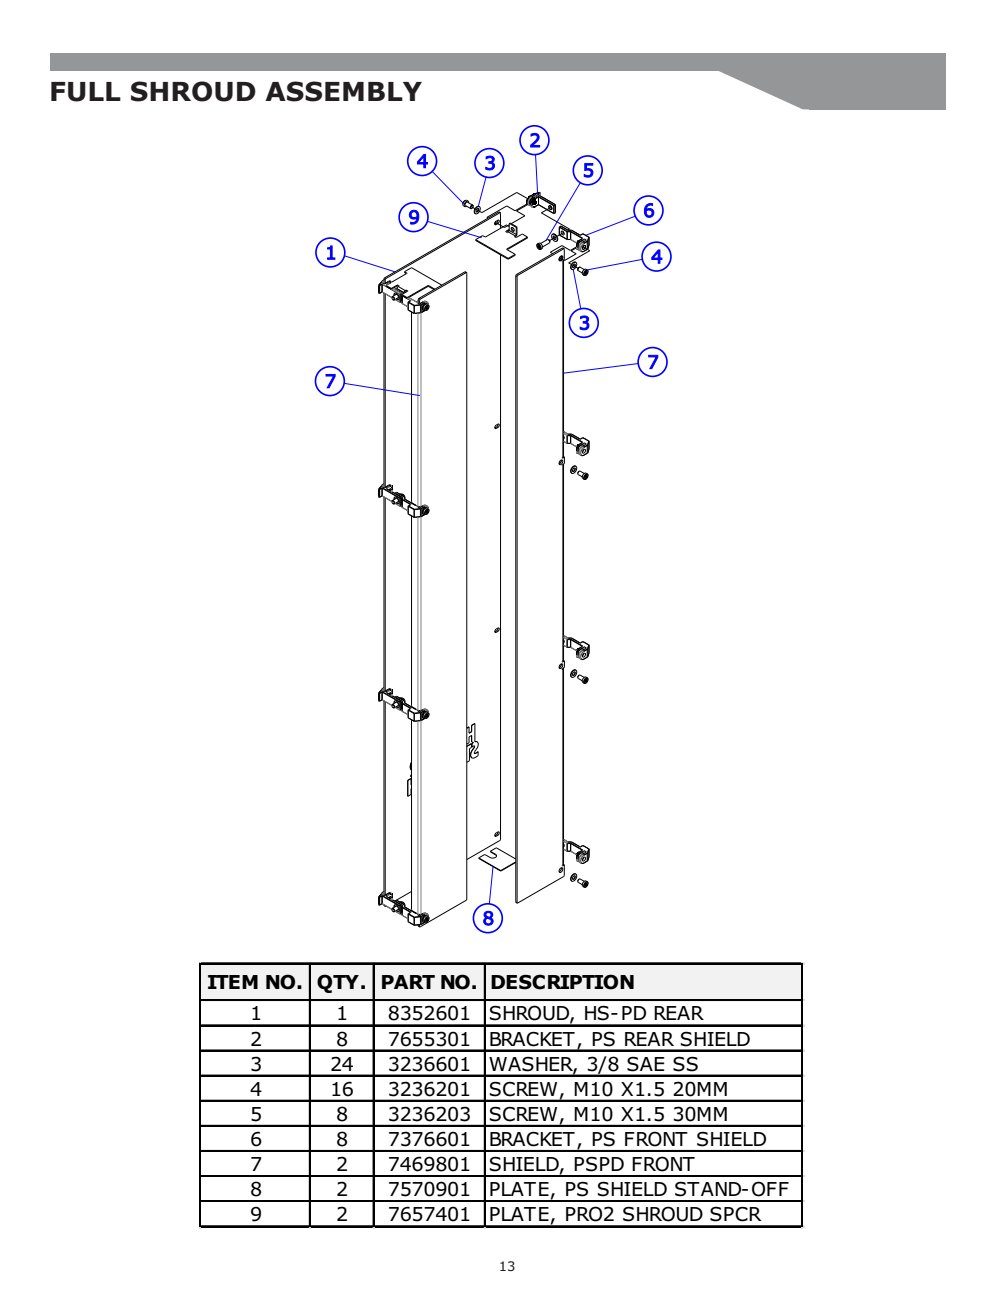 FULL SHROUD ASSEMBLY
2
4
3
5
9
6
1
4
3
7
7
8
ITEM NO. QTY. PART NO. DESCRIPTION
1 1 8352601 SHROUD, HS-PD REAR
2 8 7655301 BRACKET, PS REAR SHIELD
3 24 3236601 WASHER, 3/8 SAE SS
4 16 3236201 SCREW, M10 X1.5 20MM
5 8 3236203 SCREW, M10 X1.5 30MM
6 8 7376601 BRACKET, PS FRONT SHIELD
7 2 7469801 SHIELD, PSPD FRONT
8 2 7570901 PLATE, PS SHIELD STAND-OFF
9 2 7657401 PLATE, PRO2 SHROUD SPCR
13